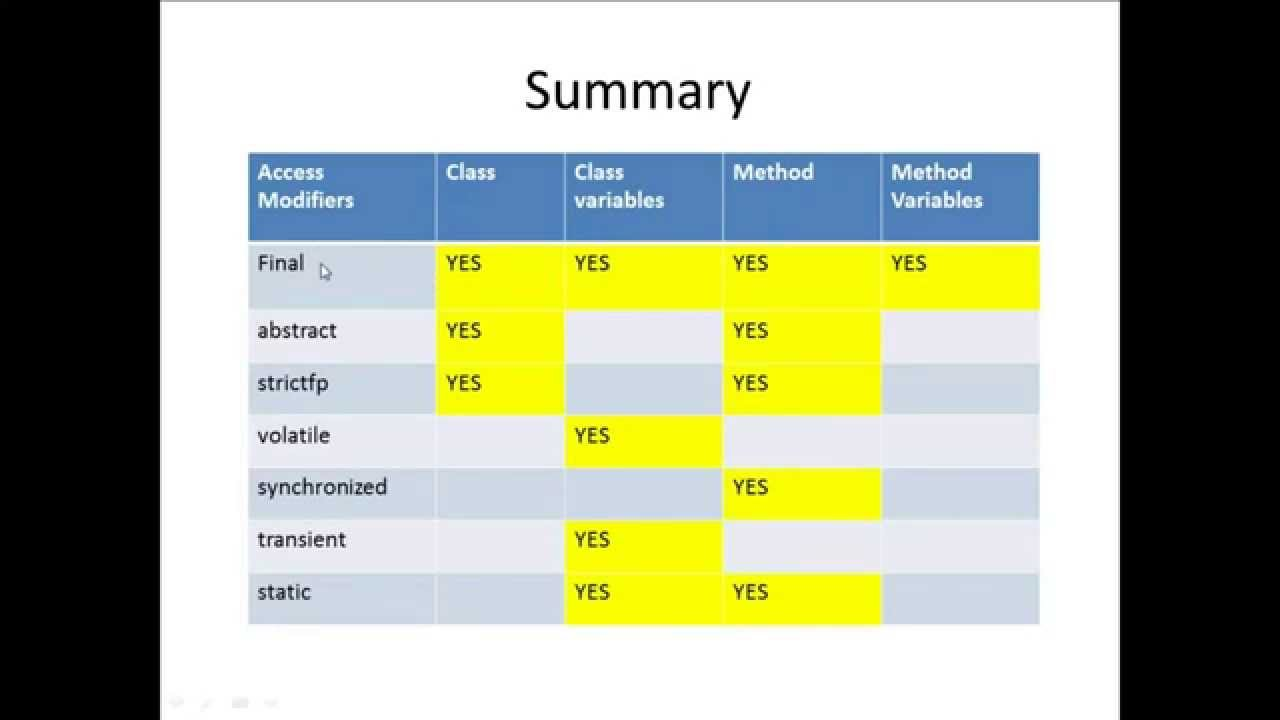 Summary
Access Modifiers Class Class variables Method Method Variables
Final YES YES YES YES
abstract YES YES
strictfp YES YES
volatile YES
synchronized YES
transient YES
static YES YES